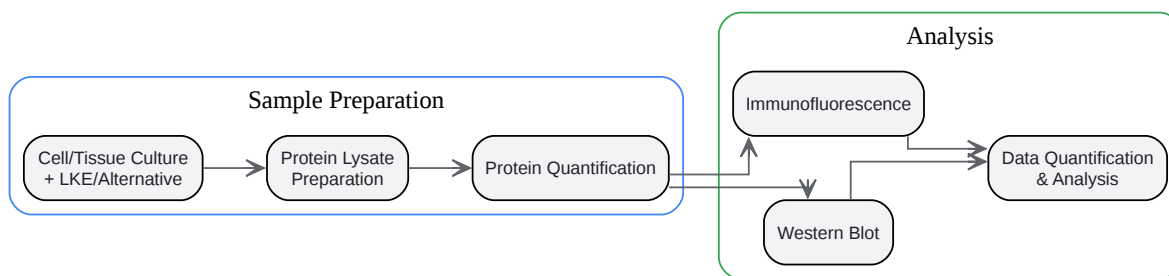 Sample Preparation
Cell/Tissue Culture
+ LKE/Alternative
Protein Lysate
Preparation
Protein Quantification
Analysis
Immunofluorescence
Western Blot
Data Quantification
& Analysis